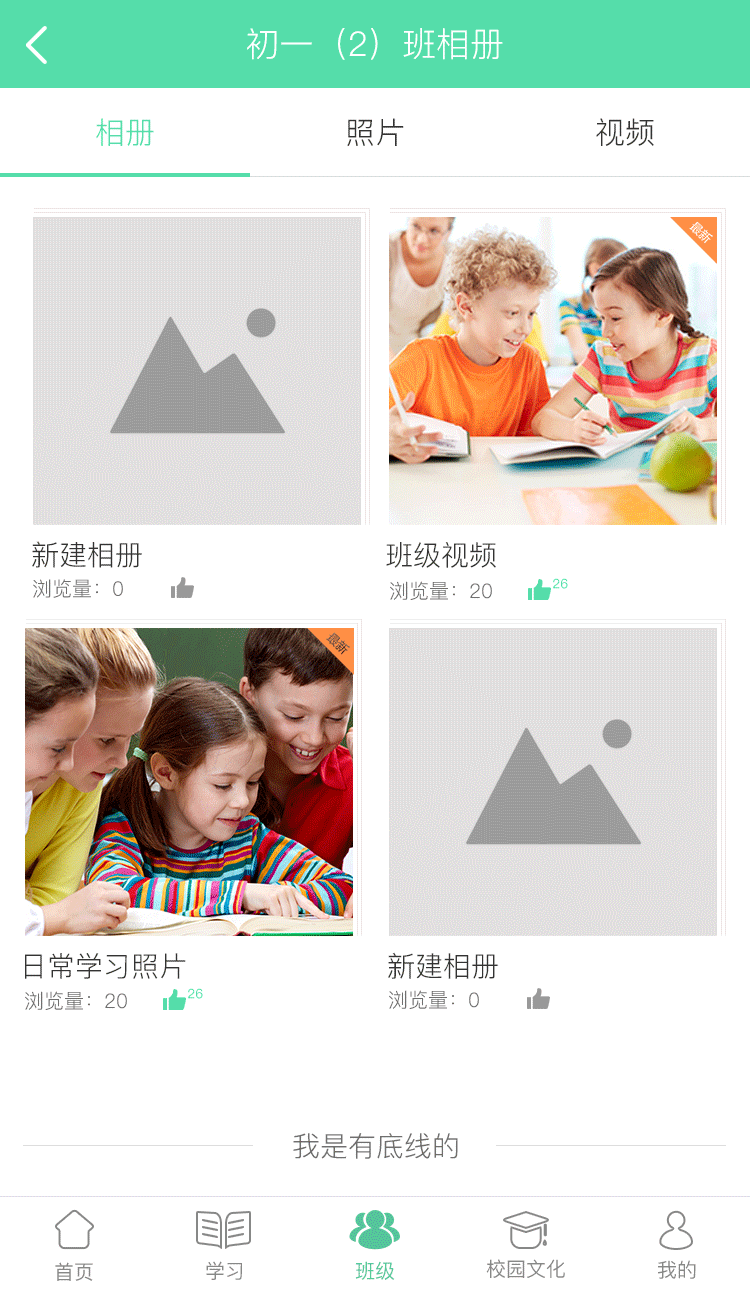 初一（2）班相册
相册 照片 视频
最新
新建相册 班级视频
浏览量：0 浏览量：20 26
最新
日常学习照片 新建相册
浏览量：20 26 浏览量：0
我是有底线的
首页 学习 班级 校园文化 我的